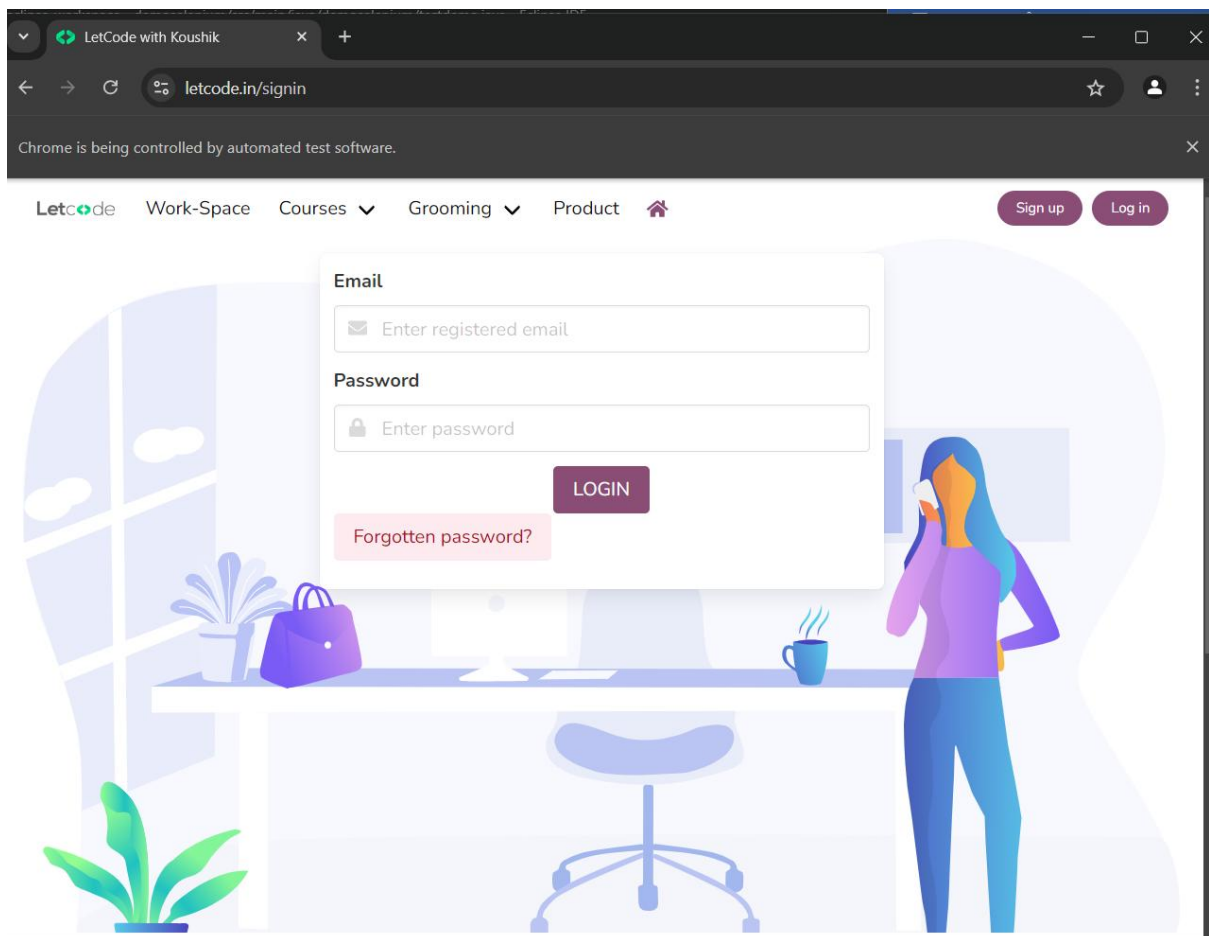 LetCode with Koushik
letcode.in/signin
Chrome is being controlled by automated test software.
Letcode Work-Space Courses Grooming Product Sign up Log in
Email
Enter registered email
Password
Enter password
LOGIN
Forgotten password?